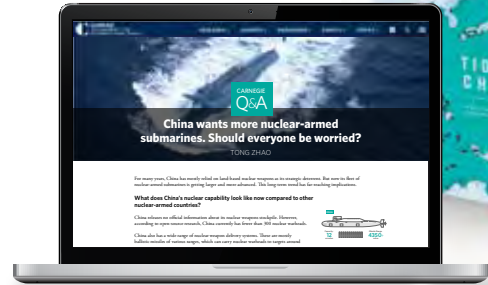 CARNEGIE
CARNEGIE
Q&A
China wants more nuclear-armed
submarines. Should everyone be worried?
TONG ZHAO
For many years, China has mostly relied on land-based nuclear weapons as its strategic deterrent. But now its fleet of
nuclear-armed submarines is getting larger and more advanced. This long-term trend has far-reaching implications.
What does China's nuclear capability look like now compared to other
nuclear-armed countries?
China releases no official information about its nuclear weapons stockpile. However,
according to open source research, China currently has fewer than 300 nuclear warheads.
China also has a wide range of nuclear weapon delivery systems. These are mostly
ballistic missiles of various ranges, which can carry nuclear warheads to targets around
12
4350
TIO
CH